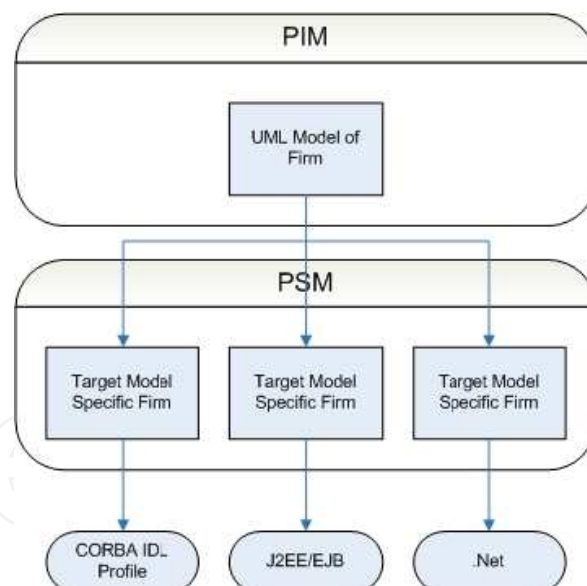 PIM
UML Model of
Firm
PSM
Target Model
Specific Firm
Target Model
Specific Firm
Target Model
Specific Firm
CORBA IDL
Profile
J2EE/EJB
.Net